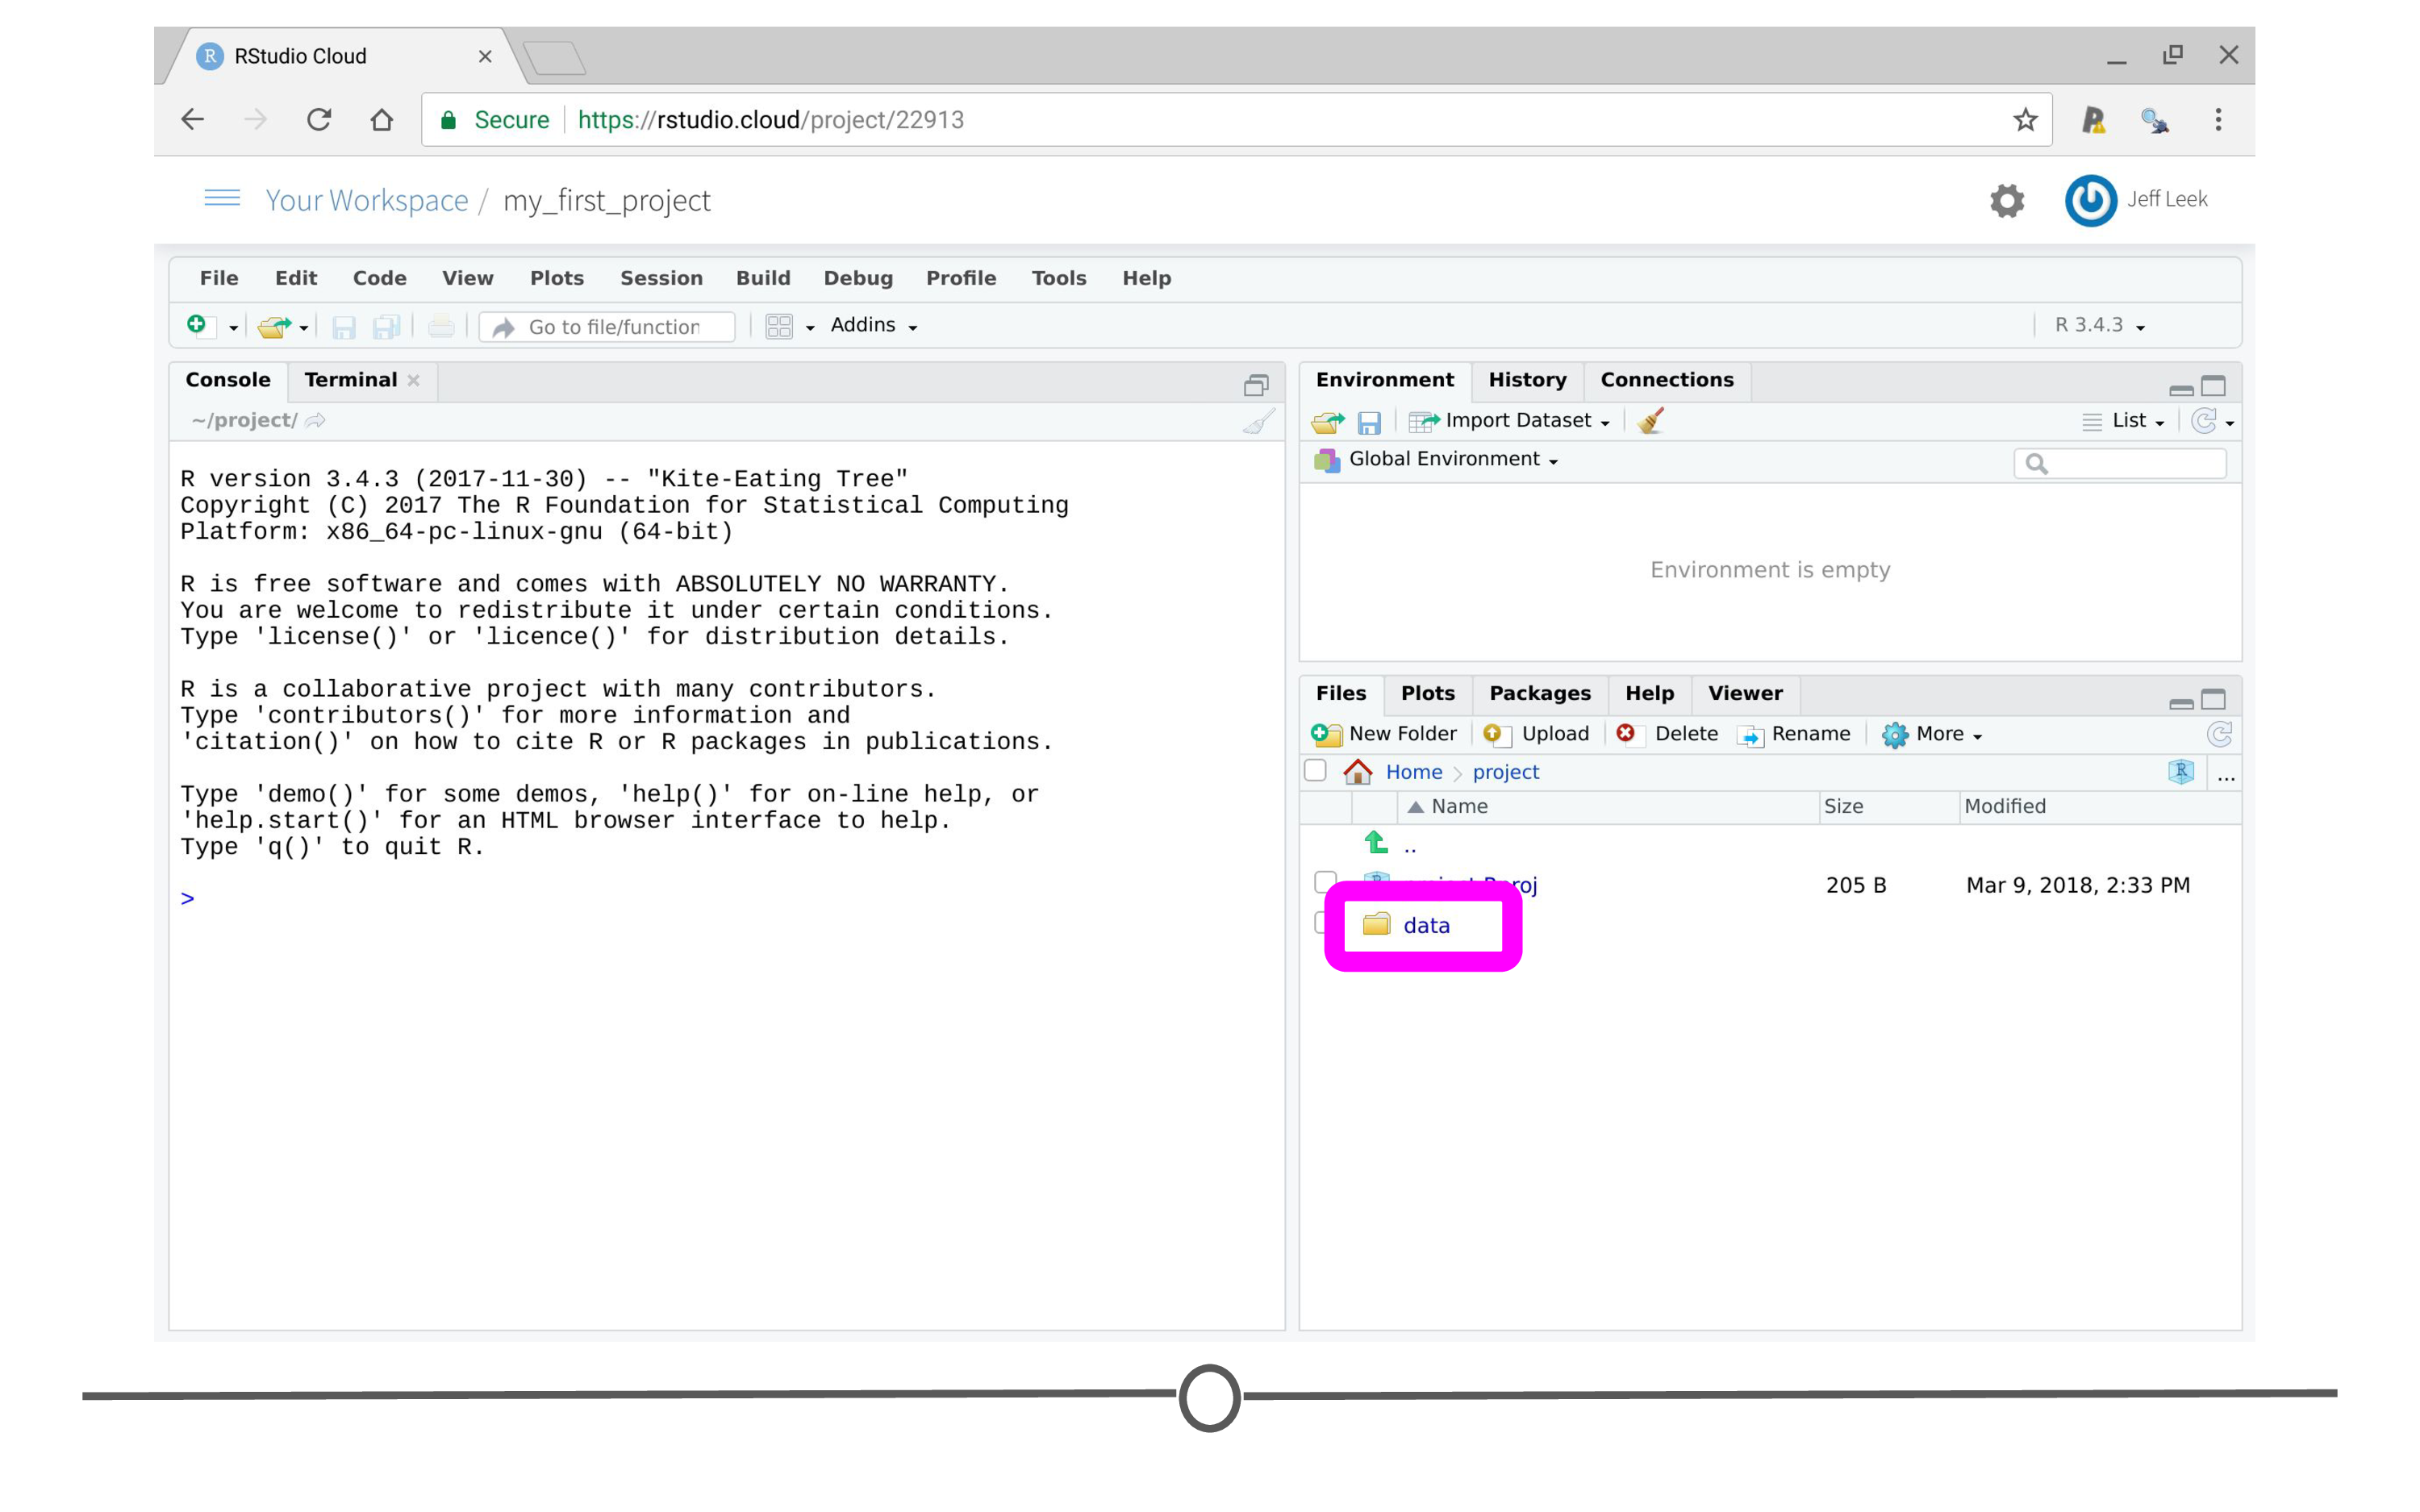 RStudio Cloud
Secure https://rstudio.cloud/project/22913
Your Workspace / my_first_project
Jeff Leek
File Edit Code View Plots Session Build Debug Profile Tools Help
Go to file/function Addins R 3.4.3
Console Terminal
~/project/
R version 3.4.3 (2017-11-30) -- "Kite-Eating Tree"
Copyright (C) 2017 The R Foundation for Statistical Computing
Platform: x86_64-pc-linux-gnu (64-bit)
R is free software and comes with ABSOLUTELY NO WARRANTY.
You are welcome to redistribute it under certain conditions.
Type 'license()' or 'licence()' for distribution details.
R is a collaborative project with many contributors.
Type 'contributors()' for more information and
'citation()' on how to cite R or R packages in publications.
Type 'demo()' for some demos, 'help()' for on-line help, or
'help.start()' for an HTML browser interface to help.
Type 'q()' to quit R.
>
Environment History Connections
Import Dataset List
Global Environment
Environment is empty
Files Plots Packages Help Viewer
New Folder Upload Delete Rename More
Home project ...
Name Size Modified
..
205 B Mar 9, 2018, 2:33 PM
data